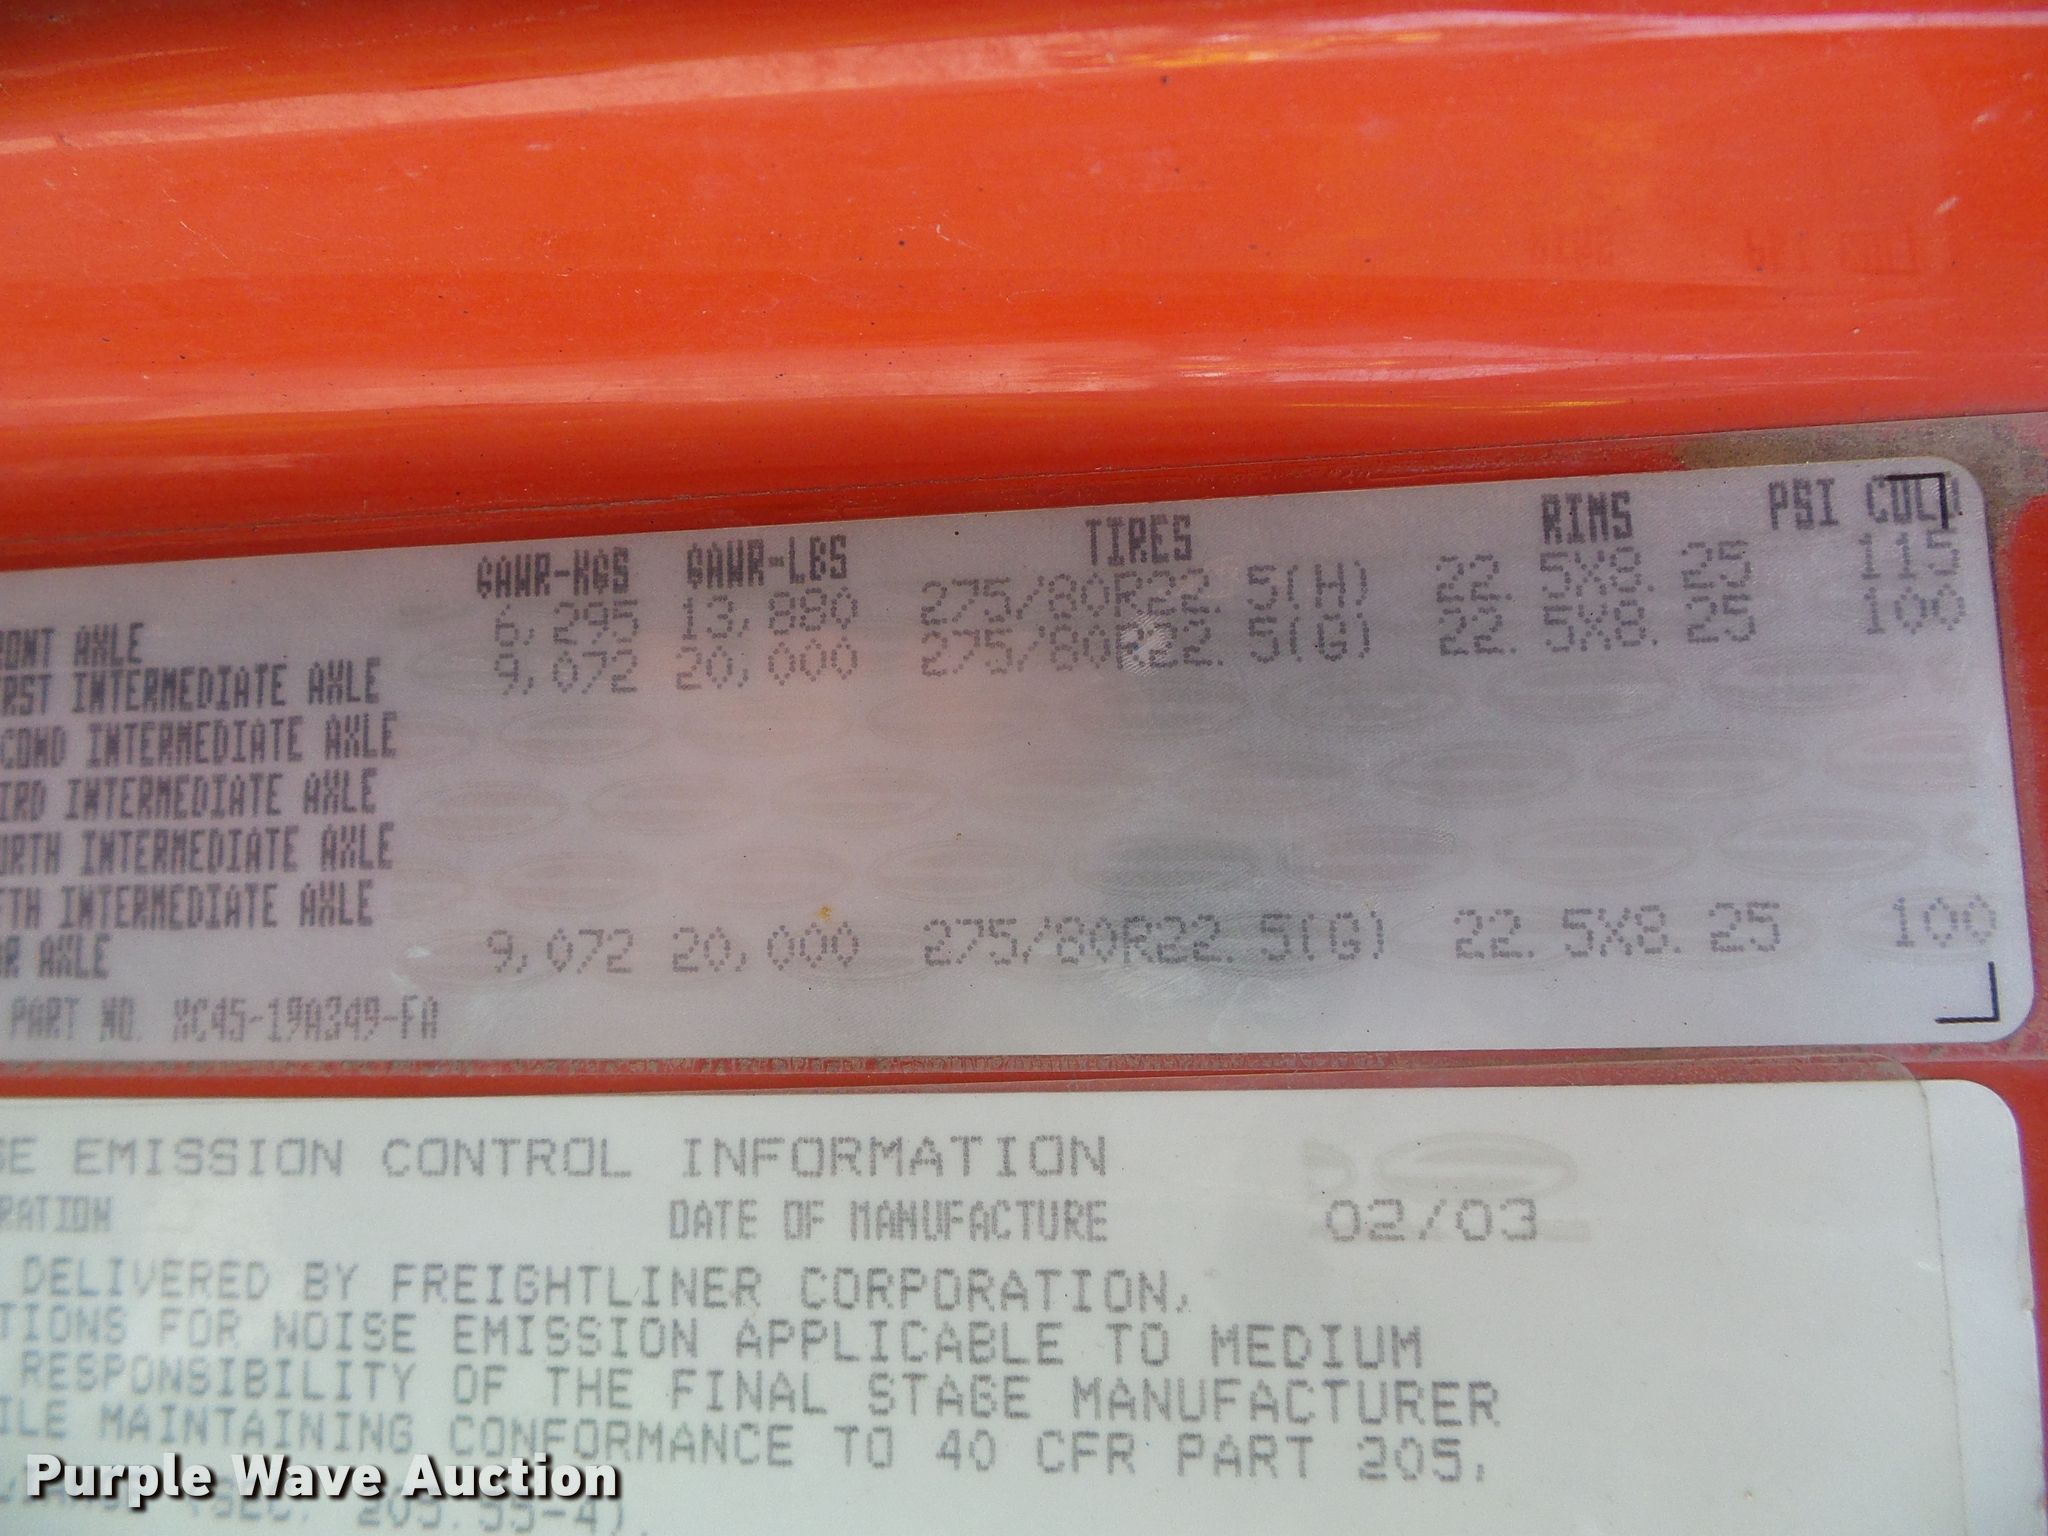 GAWR-KGS GAWR-LBS TIRES RIMS PSI COLD
ONT AXLE 13,880 275/80R22.5(H) 22.5X8.25 115
RST INTERMEDIATE AXLE 9,072 20,000 275/80R22.5(G) 22.5X8.25 100
COND INTERMEDIATE AXLE
IRD INTERMEDIATE AXLE
URTH INTERMEDIATE AXLE
FTH INTERMEDIATE AXLE
R AXLE 9,072 20,000 275/80R22.5(G) 22.5X8.25 100
PART NO. XC45-19A349-FA
SE EMISSION CONTROL INFORMATION
RATION DATE OF MANUFACTURE 02/03
DELIVERED BY FREIGHTLINER CORPORATION,
TIONS FOR NOISE EMISSION APPLICABLE TO MEDIUM
RESPONSIBILITY OF THE FINAL STAGE MANUFACTURER
ILE MAINTAINING CONFORMANCE TO 40 CFR PART 205,
(SEC. 205.55-4).
Purple Wave Auction